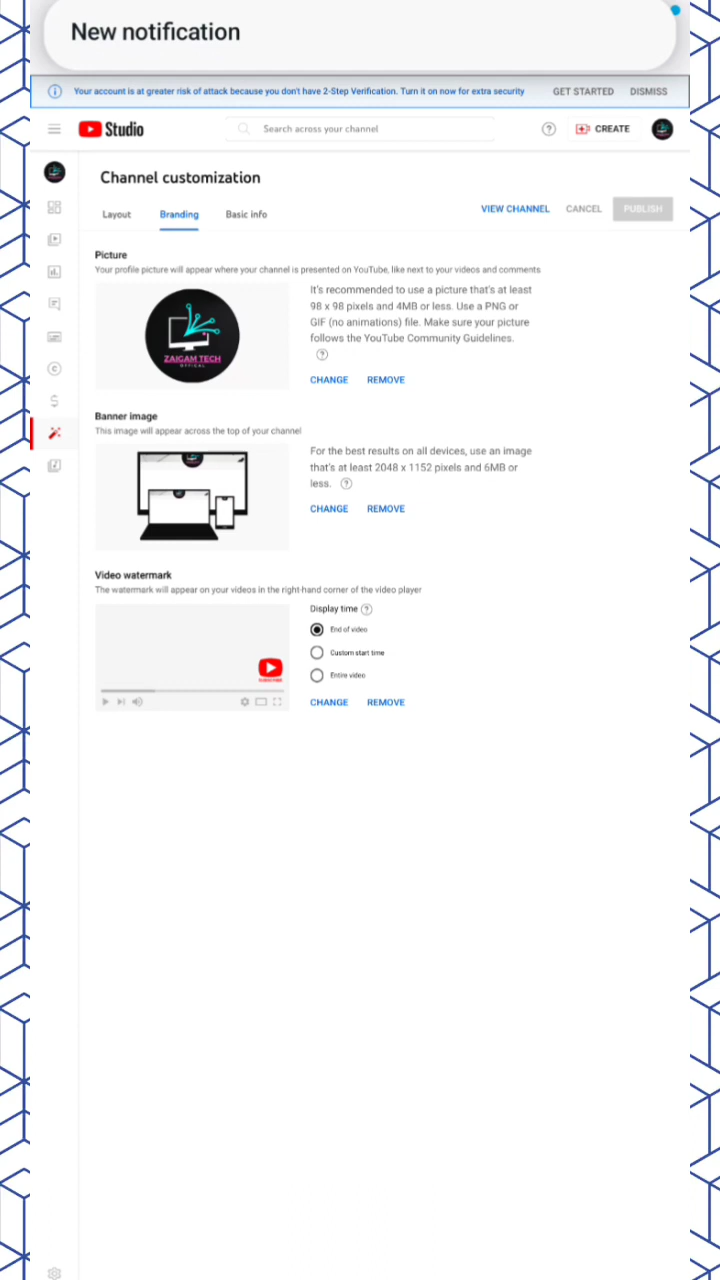 New notification
Your account is at greater risk of attack because you don't have 2-Step Verification. Turn it on now for extra security GET STARTED DISMISS
Studio Search across your channel CREATE
Channel customization
Layout Branding Basic info VIEW CHANNEL CANCEL PUBLISH
Picture
Your profile picture will appear where your channel is presented on YouTube, like next to your videos and comments
ZAIGAM TECH
OFFICAL
It's recommended to use a picture that's at least
98 x 98 pixels and 4MB or less. Use a PNG or
GIF (no animations) file. Make sure your picture
follows the YouTube Community Guidelines.
CHANGE REMOVE
Banner image
This image will appear across the top of your channel
For the best results on all devices, use an image
that's at least 2048 x 1152 pixels and 6MB or
less.
CHANGE REMOVE
Video watermark
The watermark will appear on your videos in the right-hand corner of the video player
Display time
End of video
Custom start time
Entire video
SUBSCRIBE
CHANGE REMOVE